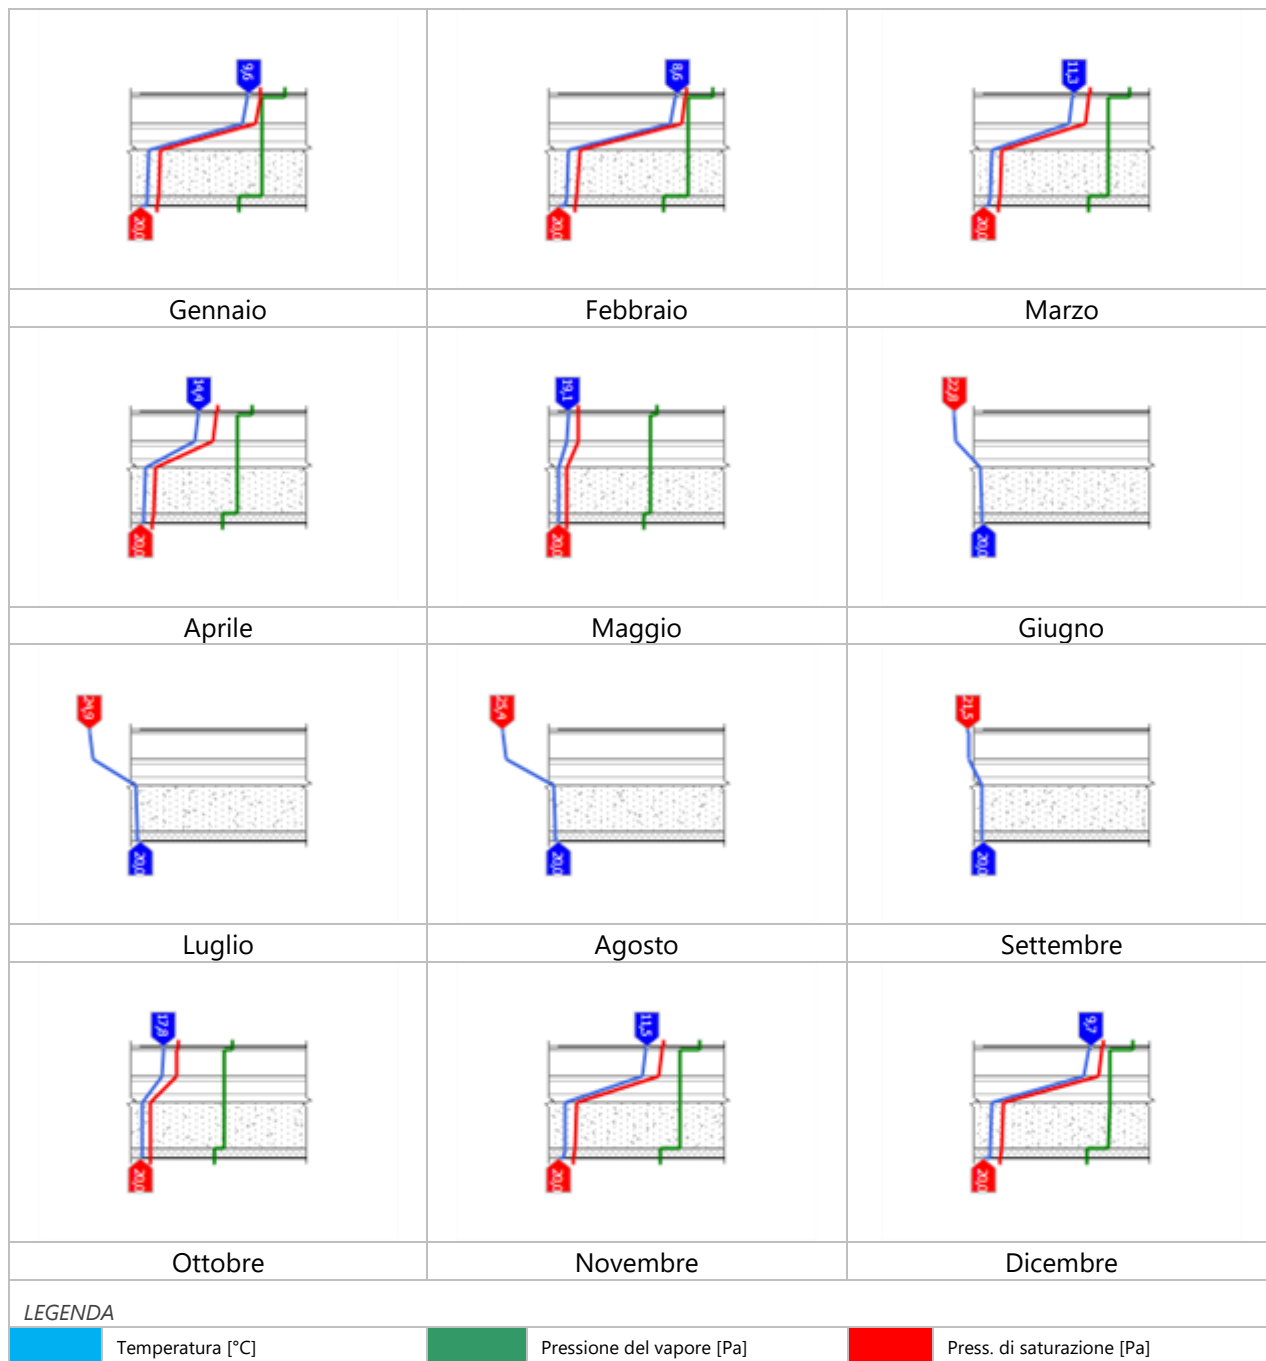 9,6
8,6
11,3
20,0
20,0
20,0
Gennaio
Febbraio
Marzo
14,4
19,1
22,8
20,0
20,0
20,0
Aprile
Maggio
Giugno
24,9
25,4
21,5
20,0
20,0
20,0
Luglio
Agosto
Settembre
17,8
11,5
9,7
20,0
20,0
20,0
Ottobre
Novembre
Dicembre
LEGENDA
Temperatura [°C]
Pressione del vapore [Pa]
Press. di saturazione [Pa]